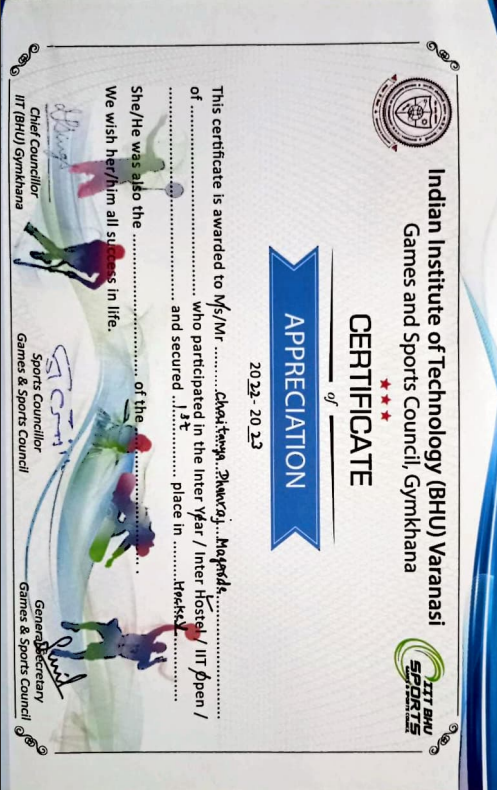 Indian Institute of Technology (BHU) Varanasi
Games and Sports Council, Gymkhana
IIT BHU
SPORTS
GAMES & SPORTS COUNCIL
CERTIFICATE
of
APPRECIATION
2022-2023
This certificate is awarded to Ms/Mr ..........Chaitanya..Dhanraj..Magarde..........
of .......................................... who participated in the Inter Year / Inter Hostel / IIT Open /
.......................................... and secured ...1st............ place in .........Hockey...............
She/He was also the .............................. of the ..............................
We wish her/him all success in life.
Chief Councillor
IIT (BHU) Gymkhana
Sports Councillor
Games & Sports Council
General Secretary
Games & Sports Council